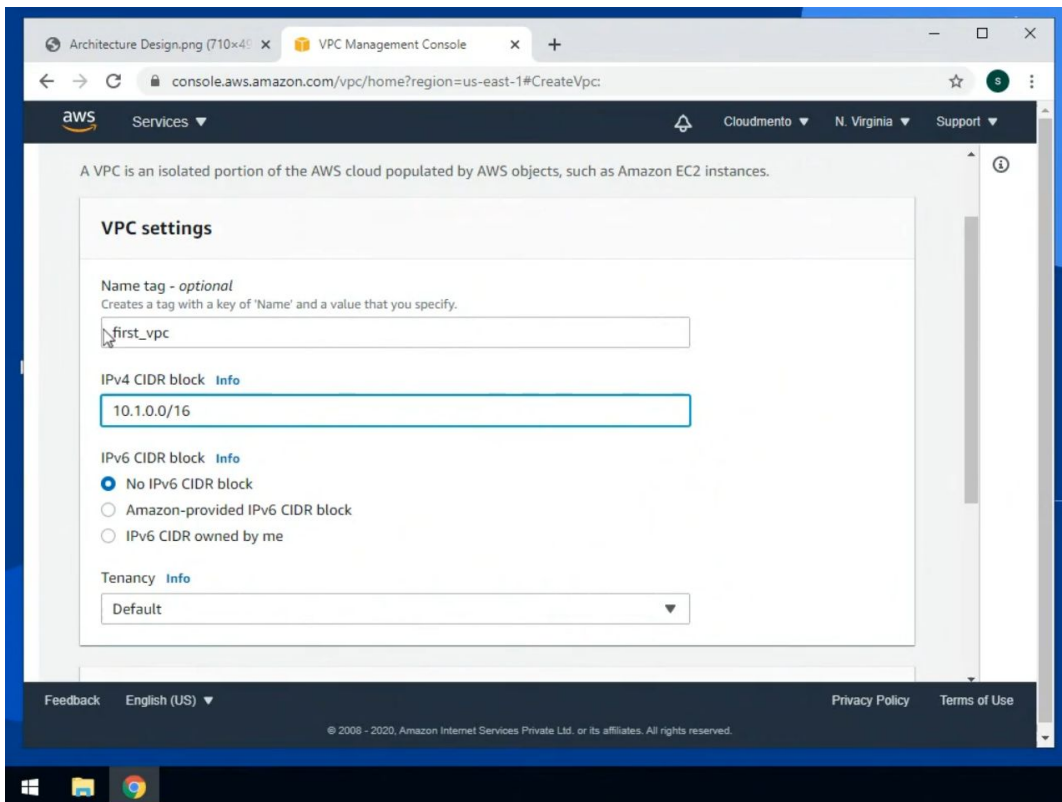 Architecture Design.png (710×49
VPC Management Console
console.aws.amazon.com/vpc/home?region=us-east-1#CreateVpc:
S
aws
Services
Cloudmento
N. Virginia
Support
A VPC is an isolated portion of the AWS cloud populated by AWS objects, such as Amazon EC2 instances.
VPC settings
Name tag - optional
Creates a tag with a key of 'Name' and a value that you specify.
first_vpc
IPv4 CIDR block Info
10.1.0.0/16
IPv6 CIDR block Info
No IPv6 CIDR block
Amazon-provided IPv6 CIDR block
IPv6 CIDR owned by me
Tenancy Info
Default
Feedback
English (US)
Privacy Policy
Terms of Use
© 2008 - 2020, Amazon Internet Services Private Ltd. or its affiliates. All rights reserved.